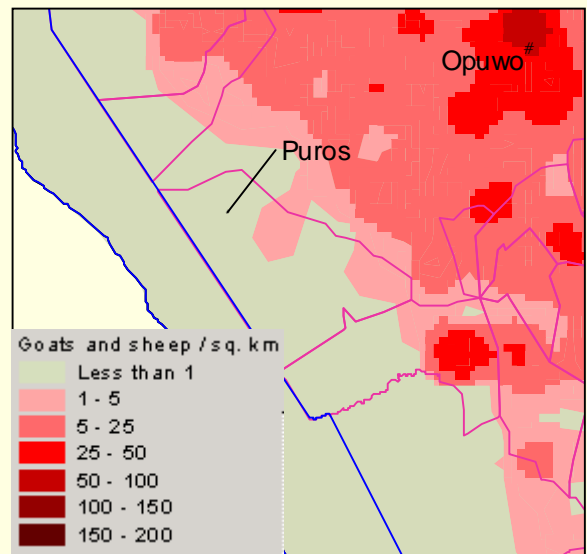 Opuwo
#
Puros
Goats and sheep / sq. km
Less than 1
1 - 5
5 - 25
25 - 50
50 - 100
100 - 150
150 - 200